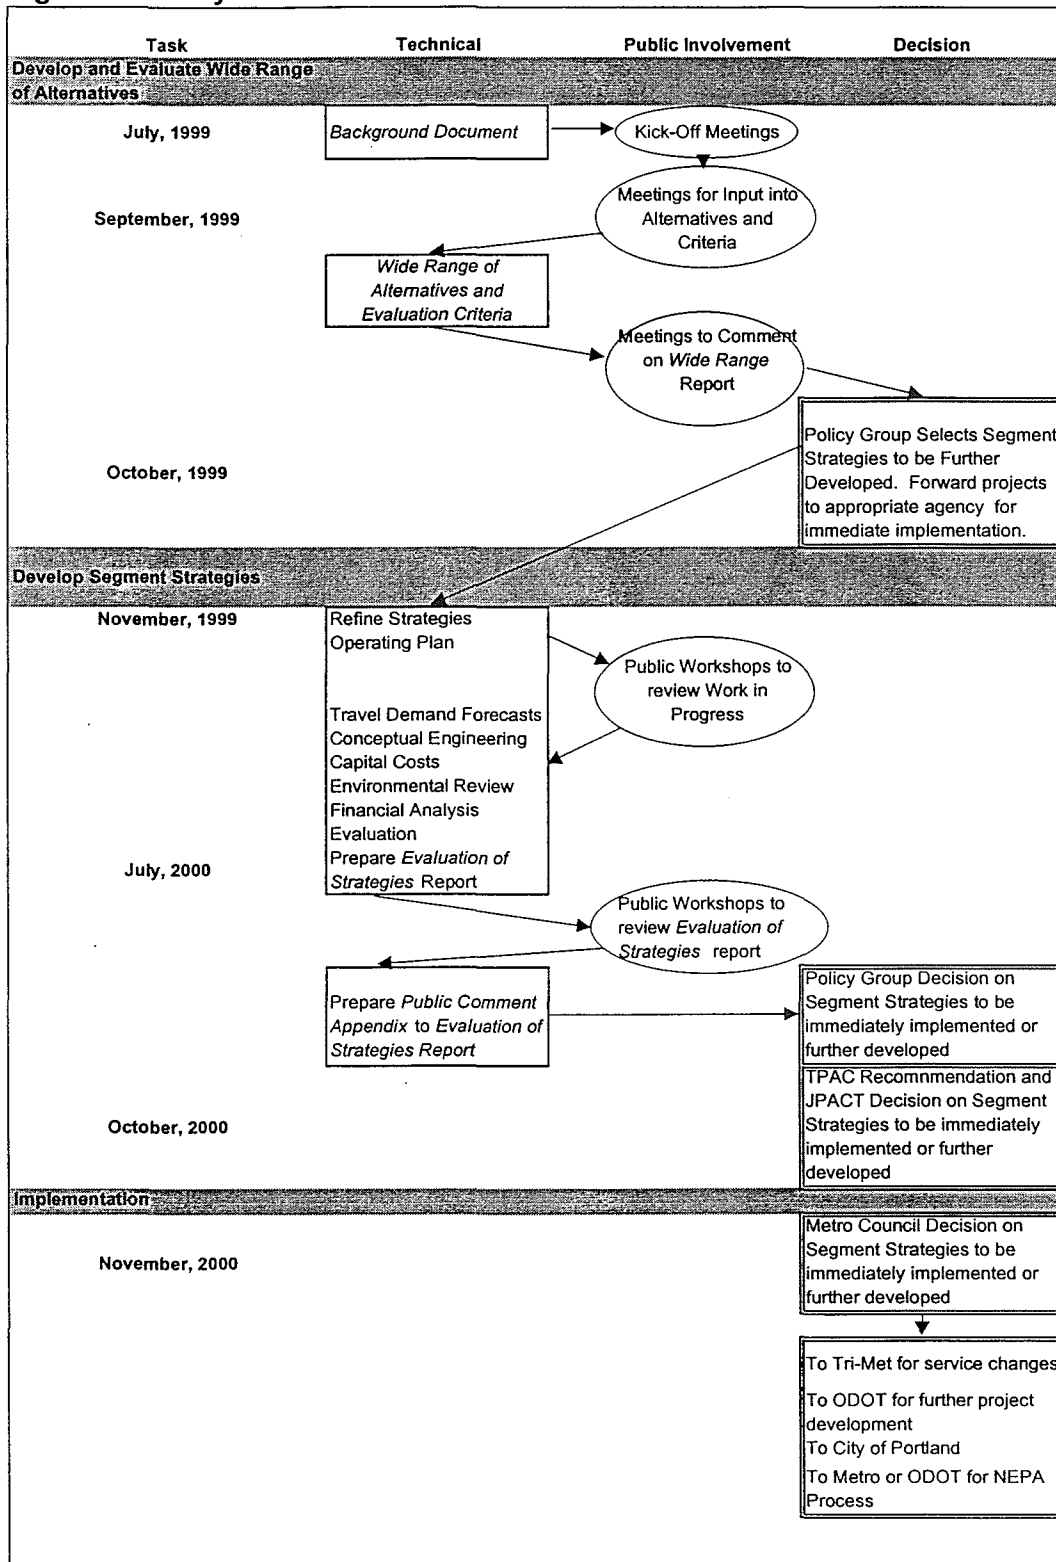 Task Technical Public Involvement Decision
Develop and Evaluate Wide Range
of Alternatives
July, 1999
Background Document
Kick-Off Meetings
September, 1999
Meetings for Input into
Alternatives and
Criteria
Wide Range of
Alternatives and
Evaluation Criteria
Meetings to Comment
on Wide Range
Report
October, 1999
Policy Group Selects Segment
Strategies to be Further
Developed. Forward projects
to appropriate agency for
immediate implementation.
Develop Segment Strategies
November, 1999
Refine Strategies
Operating Plan
Public Workshops to
review Work in
Progress
Travel Demand Forecasts
Conceptual Engineering
Capital Costs
Environmental Review
Financial Analysis
Evaluation
Prepare Evaluation of
Strategies Report
July, 2000
Public Workshops to
review Evaluation of
Strategies report
Prepare Public Comment
Appendix to Evaluation of
Strategies Report
Policy Group Decision on
Segment Strategies to be
immediately implemented or
further developed
TPAC Recomnmendation and
JPACT Decision on Segment
Strategies to be immediately
implemented or further
developed
October, 2000
Implementation
November, 2000
Metro Council Decision on
Segment Strategies to be
immediately implemented or
further developed
To Tri-Met for service changes
To ODOT for further project
development
To City of Portland
To Metro or ODOT for NEPA
Process